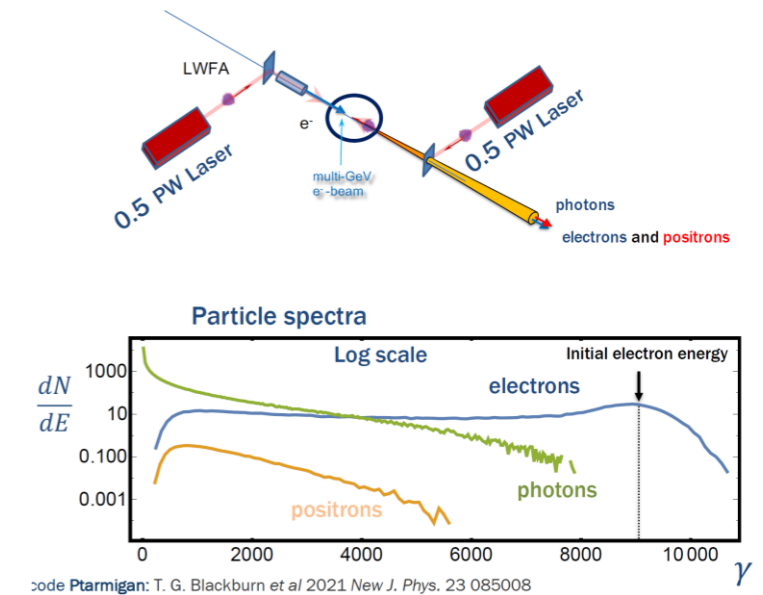 LWFA
0.5 PW Laser
e-
0.5 PW Laser
multi-GeV
e--beam
photons
electrons and positrons
Particle spectra
Log scale
Initial electron energy
dN
dE
electrons
photons
positrons
1000
10
0.100
0.001
0 2000 4000 6000 8000 10000
γ
code Ptarmigan: T. G. Blackburn et al 2021 New J. Phys. 23 085008